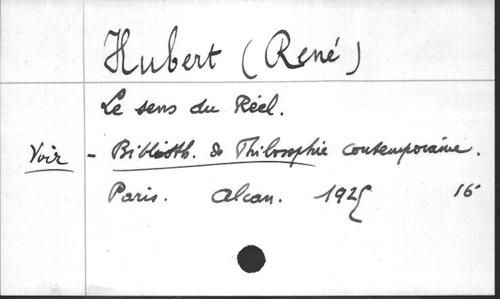 Hubert (René)
Le sens du Réel.
Voir - Biblioth. de Philosophie contemporaine.
Paris. Alcan. 1925 16°